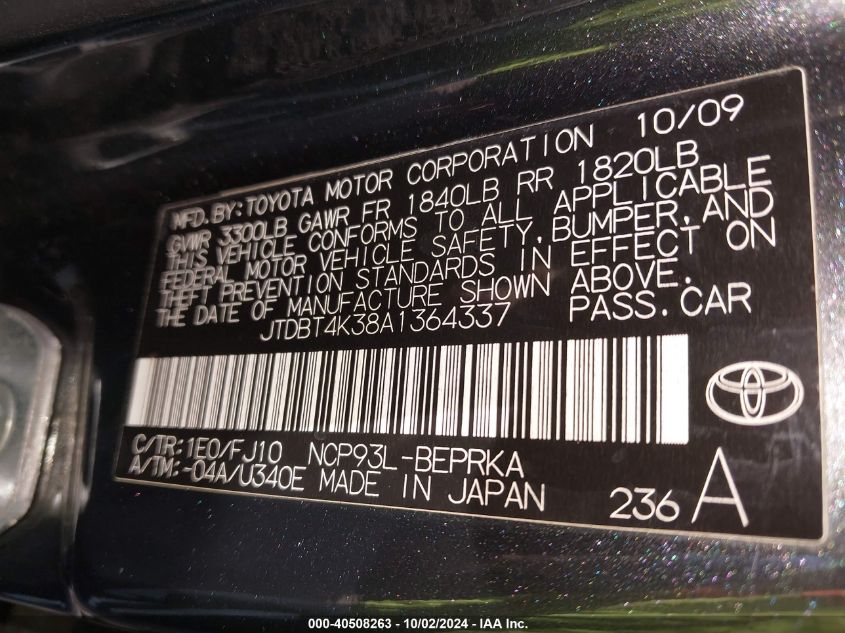 MFD. BY: TOYOTA MOTOR CORPORATION 10/09
GVWR 3300LB GAWR FR 1840LB RR 1820LB
THIS VEHICLE CONFORMS TO ALL APPLICABLE
FEDERAL MOTOR VEHICLE SAFETY, BUMPER, AND
THEFT PREVENTION STANDARDS IN EFFECT ON
THE DATE OF MANUFACTURE SHOWN ABOVE.
JTDBT4K38A1364337 PASS. CAR
C/TR: 1E0/FJ10 NCP93L-BEPRKA
A/TM: -04A/U340E MADE IN JAPAN 236 A
000-40508263 - 10/02/2024 - IAA Inc.